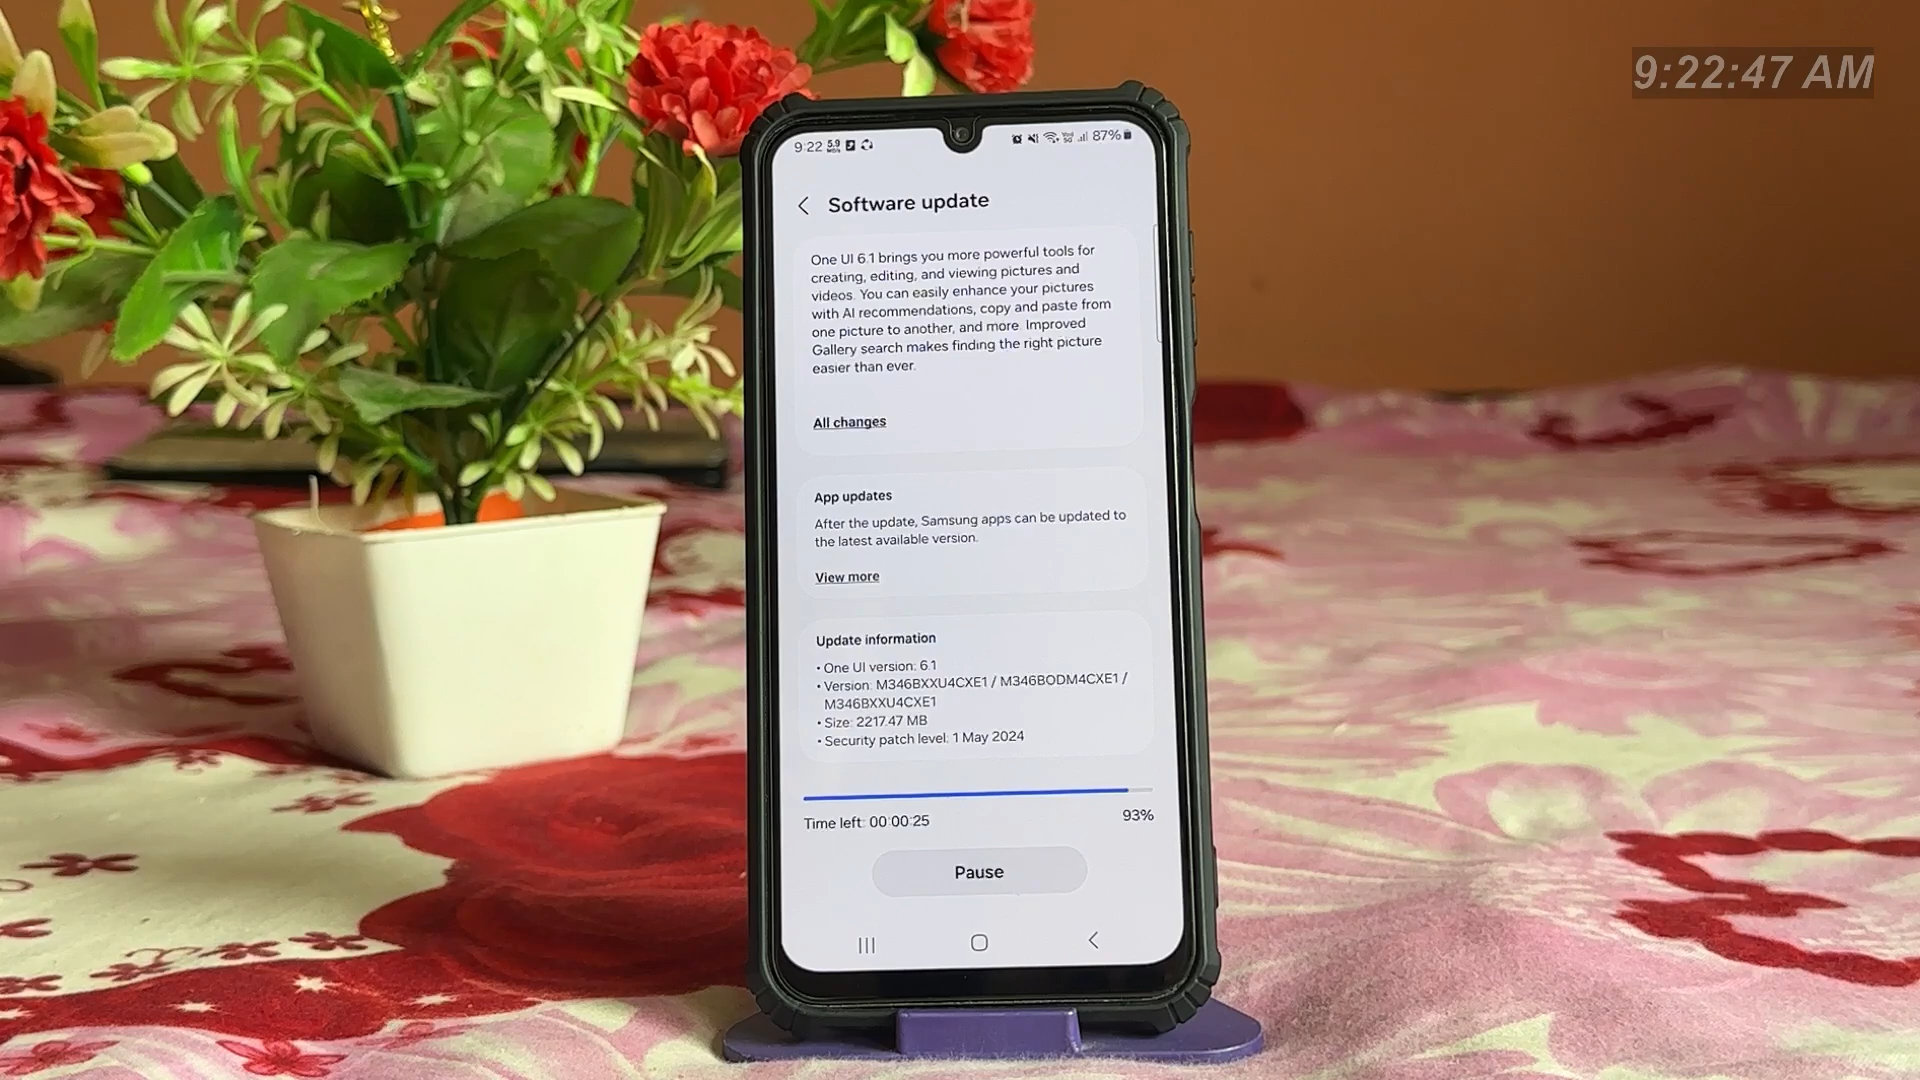 9:22:47 AM
9:22 5.9
87%
Software update
One UI 6.1 brings you more powerful tools for
creating, editing, and viewing pictures and
videos. You can easily enhance your pictures
with AI recommendations, copy and paste from
one picture to another, and more. Improved
Gallery search makes finding the right picture
easier than ever.
All changes
App updates
After the update, Samsung apps can be updated to
the latest available version.
View more
Update information
• One UI version: 6.1
• Version: M346BXXU4CXE1 / M346BODM4CXE1 /
M346BXXU4CXE1
• Size: 2217.47 MB
• Security patch level: 1 May 2024
Time left: 00:00:25
93%
Pause